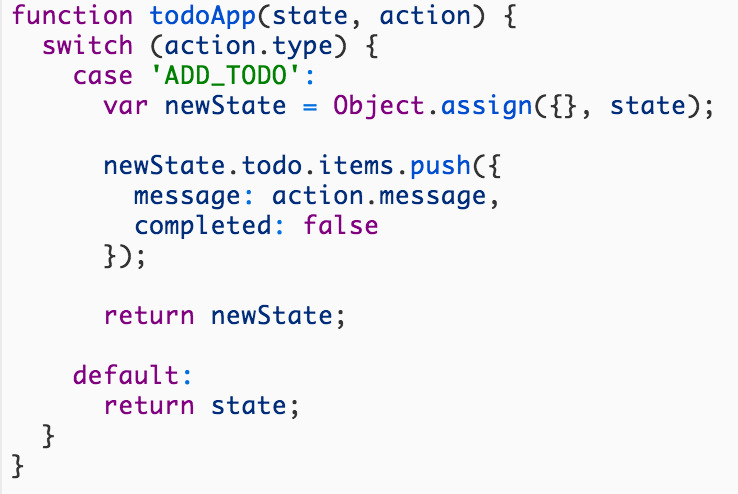 function todoApp(state, action) {
  switch (action.type) {
    case 'ADD_TODO':
      var newState = Object.assign({}, state);

      newState.todo.items.push({
        message: action.message,
        completed: false
      });

      return newState;

    default:
      return state;
  }
}